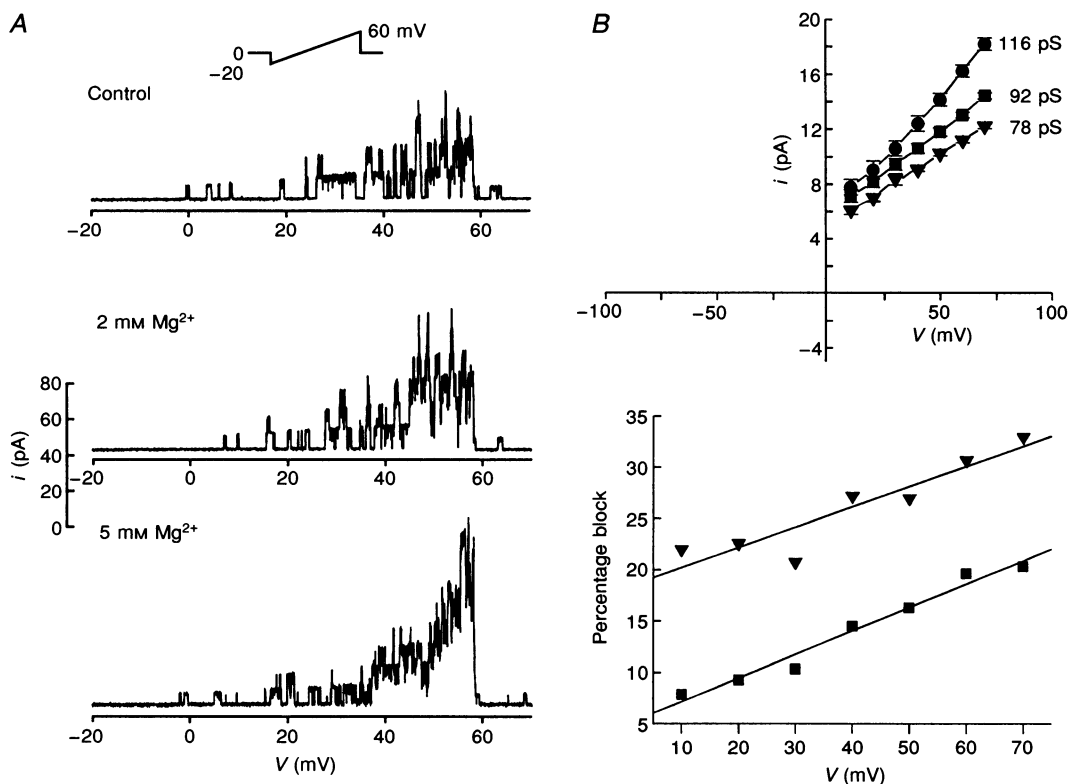 A
60 mV
0
−20
Control
−20 0 20 40 60
2 mM Mg2+
80
60
40
20
0
i (pA)
−20 0 20 40 60
5 mM Mg2+
−20 0 20 40 60
V (mV)
B
20
16
12
8
4
−4
i (pA)
116 pS
92 pS
78 pS
−100 −50 50 100
V (mV)
35
30
25
20
15
10
5
Percentage block
10 20 30 40 50 60 70
V (mV)